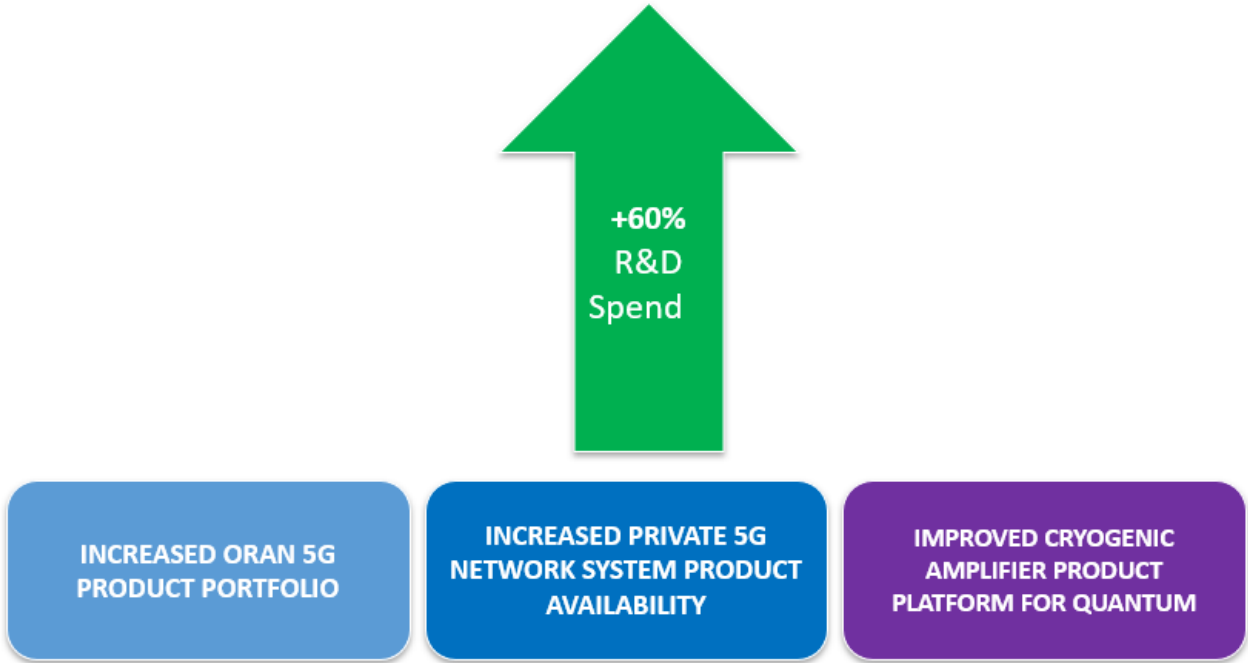 +60%
R&D
Spend
INCREASED ORAN 5G
PRODUCT PORTFOLIO
INCREASED PRIVATE 5G
NETWORK SYSTEM PRODUCT
AVAILABILITY
IMPROVED CRYOGENIC
AMPLIFIER PRODUCT
PLATFORM FOR QUANTUM